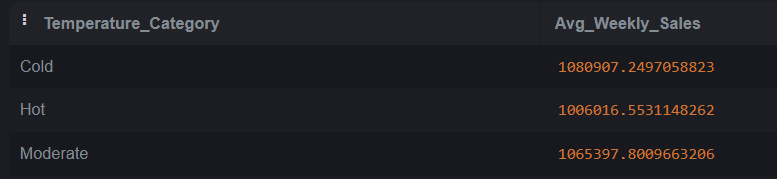 Temperature_Category Avg_Weekly_Sales
Cold 1080907.2497058823
Hot 1006016.5531148262
Moderate 1065397.8009663206